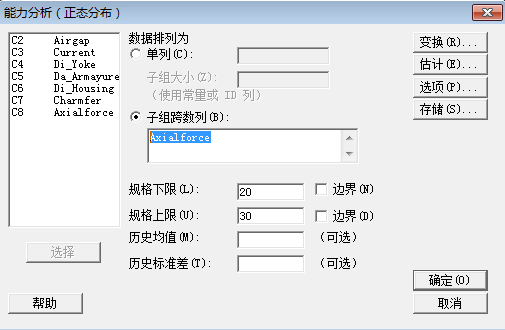 能力分析（正态分布）
C2 Airgap
C3 Current
C4 Di_Yoke
C5 Da_Armayure
C6 Di_Housing
C7 Charmfer
C8 Axialforce
选择
帮助
数据排列为
单列(C):
子组大小(Z):
（使用常量或 ID 列）
子组跨数列(B):
Axialforce
规格下限(L): 20 边界(N)
规格上限(U): 30 边界(D)
历史均值(M): （可选）
历史标准差(T): （可选）
变换(R)...
估计(E)...
选项(P)...
存储(S)...
确定(O)
取消